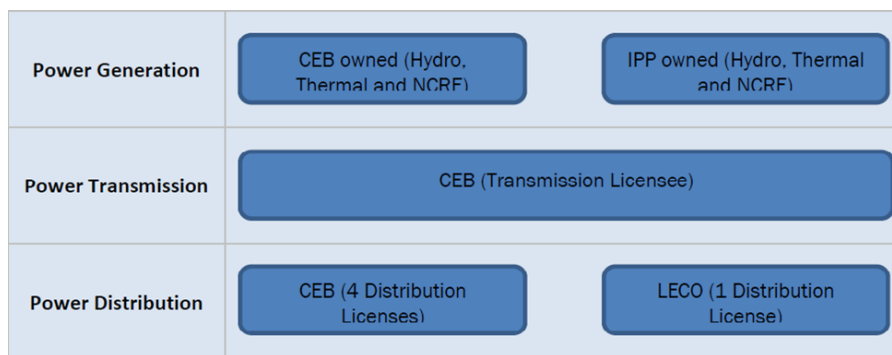 Power Generation
CEB owned (Hydro,
Thermal and NCRE)
IPP owned (Hydro, Thermal
and NCRE)
Power Transmission
CEB (Transmission Licensee)
Power Distribution
CEB (4 Distribution
Licenses)
LECO (1 Distribution
License)